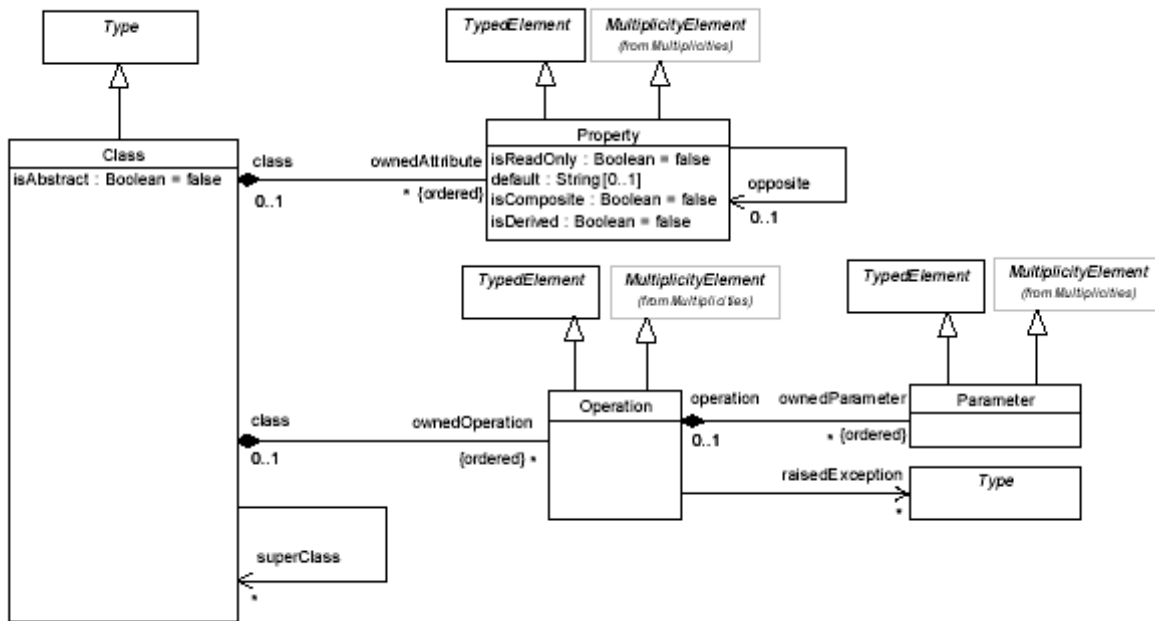 Type
TypedElement
MultiplicityElement
(from Multiplicities)
Class
isAbstract : Boolean = false
class
0..1
ownedAttribute
* {ordered}
Property
isReadOnly : Boolean = false
default : String[0..1]
isComposite : Boolean = false
isDerived : Boolean = false
opposite
0..1
TypedElement
MultiplicityElement
(from Multiplicities)
TypedElement
MultiplicityElement
(from Multiplicities)
class
0..1
ownedOperation
{ordered} *
Operation
operation
0..1
ownedParameter
* {ordered}
Parameter
raisedException
*
Type
superClass
*